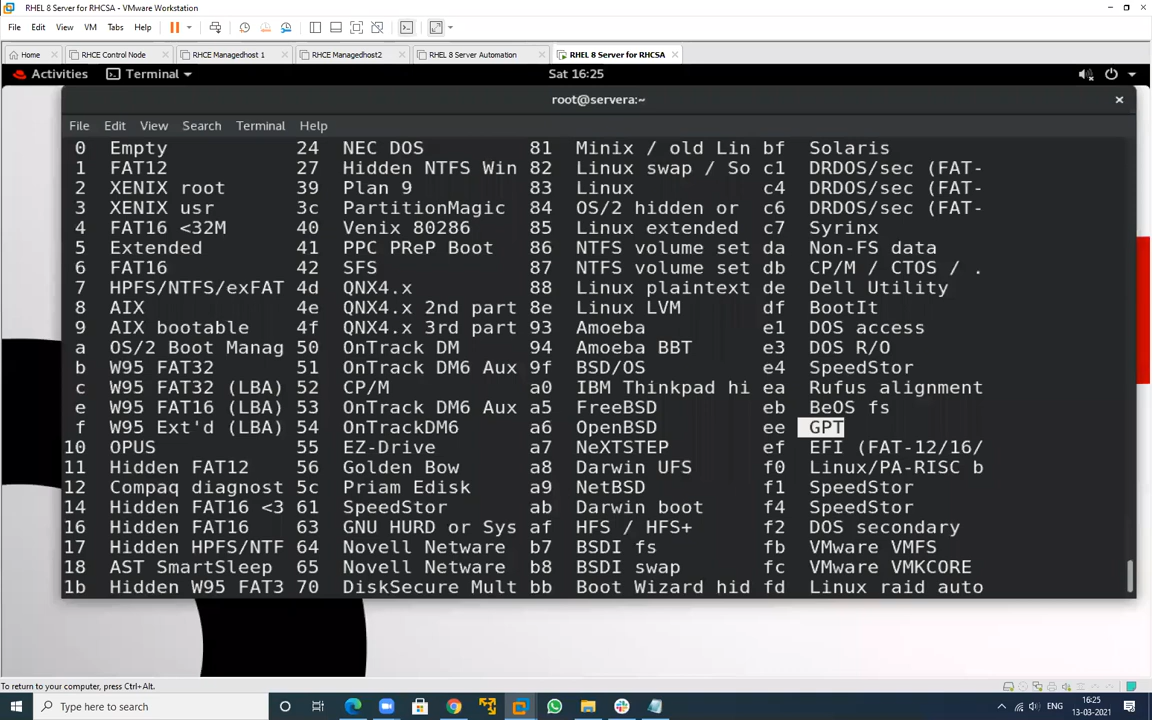 RHEL 8 Server for RHCSA - VMware Workstation
File Edit View VM Tabs Help
Home RHCE Control Node RHCE Managedhost 1 RHCE Managedhost2 RHEL 8 Server Automation RHEL 8 Server for RHCSA
Activities Terminal Sat 16:25
root@servera:~
File Edit View Search Terminal Help
0 Empty 24 NEC DOS 81 Minix / old Lin bf Solaris
1 FAT12 27 Hidden NTFS Win 82 Linux swap / So c1 DRDOS/sec (FAT-
2 XENIX root 39 Plan 9 83 Linux c4 DRDOS/sec (FAT-
3 XENIX usr 3c PartitionMagic 84 OS/2 hidden or c6 DRDOS/sec (FAT-
4 FAT16 <32M 40 Venix 80286 85 Linux extended c7 Syrinx
5 Extended 41 PPC PReP Boot 86 NTFS volume set da Non-FS data
6 FAT16 42 SFS 87 NTFS volume set db CP/M / CTOS / .
7 HPFS/NTFS/exFAT 4d QNX4.x 88 Linux plaintext de Dell Utility
8 AIX 4e QNX4.x 2nd part 8e Linux LVM df BootIt
9 AIX bootable 4f QNX4.x 3rd part 93 Amoeba e1 DOS access
a OS/2 Boot Manag 50 OnTrack DM 94 Amoeba BBT e3 DOS R/O
b W95 FAT32 51 OnTrack DM6 Aux 9f BSD/OS e4 SpeedStor
c W95 FAT32 (LBA) 52 CP/M a0 IBM Thinkpad hi ea Rufus alignment
e W95 FAT16 (LBA) 53 OnTrack DM6 Aux a5 FreeBSD eb BeOS fs
f W95 Ext'd (LBA) 54 OnTrackDM6 a6 OpenBSD ee GPT
10 OPUS 55 EZ-Drive a7 NeXTSTEP ef EFI (FAT-12/16/
11 Hidden FAT12 56 Golden Bow a8 Darwin UFS f0 Linux/PA-RISC b
12 Compaq diagnost 5c Priam Edisk a9 NetBSD f1 SpeedStor
14 Hidden FAT16 <3 61 SpeedStor ab Darwin boot f4 SpeedStor
16 Hidden FAT16 63 GNU HURD or Sys af HFS / HFS+ f2 DOS secondary
17 Hidden HPFS/NTF 64 Novell Netware b7 BSDI fs fb VMware VMFS
18 AST SmartSleep 65 Novell Netware b8 BSDI swap fc VMware VMKCORE
1b Hidden W95 FAT3 70 DiskSecure Mult bb Boot Wizard hid fd Linux raid auto
To return to your computer, press Ctrl+Alt.
Type here to search ENG 16:25
13-03-2021